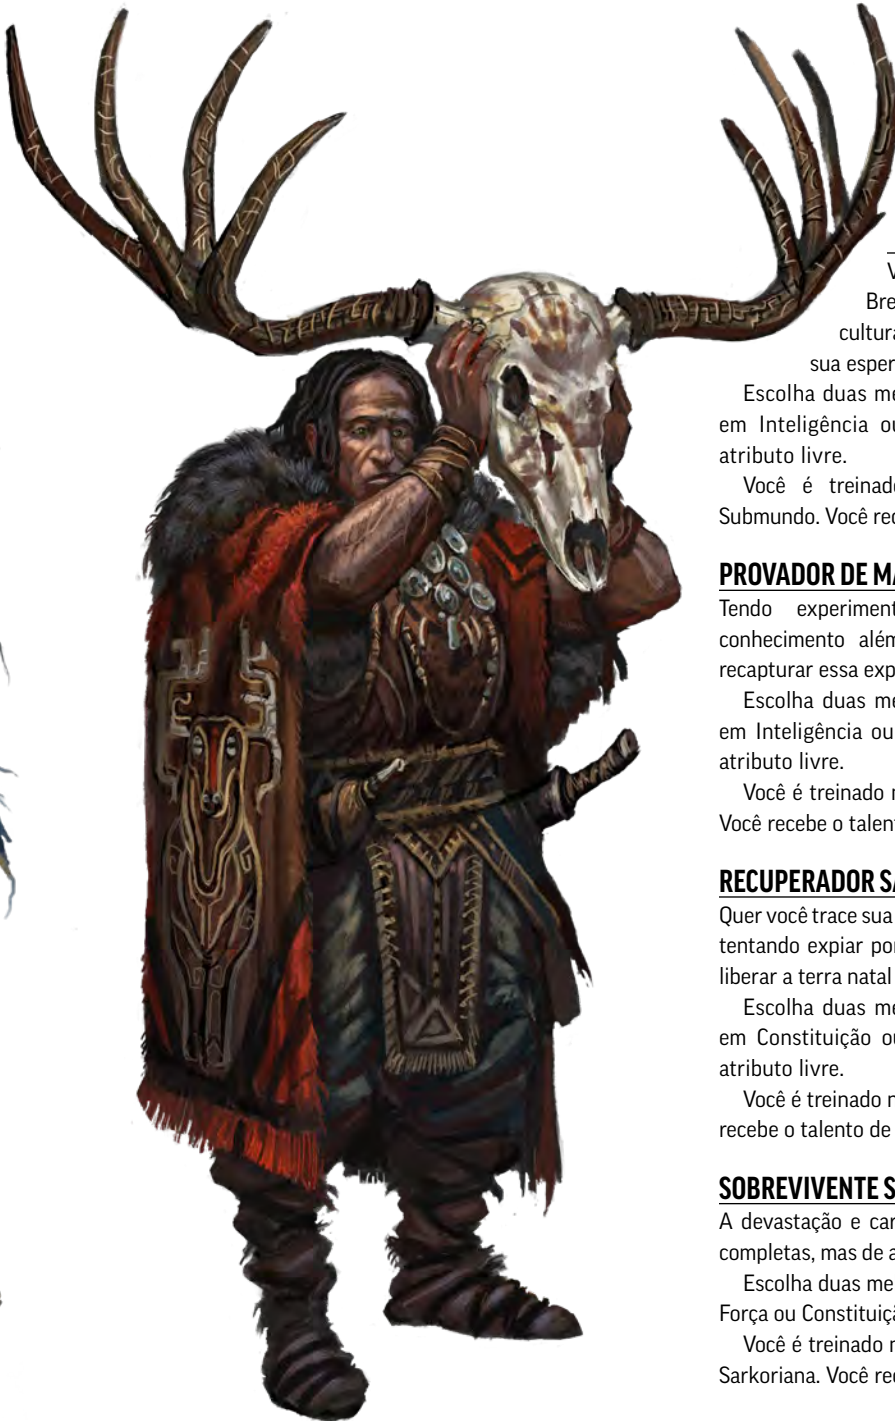 V
Bre
cultura
sua esper
Escolha duas me
em Inteligência ou
atributo livre.
Você é treinado
Submundo. Você rec
PROVADOR DE MA
Tendo experiment
conhecimento além
recapturar essa exp
Escolha duas me
em Inteligência ou
atributo livre.
Você é treinado n
Você recebe o talent
RECUPERADOR SA
Quer você trace sua
tentando expiar por
liberar a terra natal
Escolha duas me
em Constituição ou
atributo livre.
Você é treinado n
recebe o talento de
SOBREVIVENTE S
A devastação e car
completas, mas de a
Escolha duas me
Força ou Constituiçã
Você é treinado n
Sarkoriana. Você rec